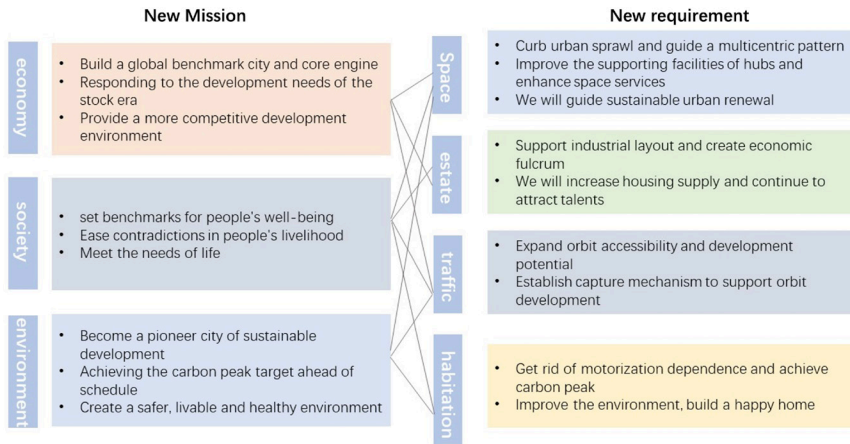 New Mission
economy
• Build a global benchmark city and core engine
• Responding to the development needs of the
stock era
• Provide a more competitive development
environment
society
• set benchmarks for people's well-being
• Ease contradictions in people's livelihood
• Meet the needs of life
environment
• Become a pioneer city of sustainable
development
• Achieving the carbon peak target ahead of
schedule
• Create a safer, livable and healthy environment
New requirement
Space
• Curb urban sprawl and guide a multicentric pattern
• Improve the supporting facilities of hubs and
enhance space services
• We will guide sustainable urban renewal
estate
• Support industrial layout and create economic
fulcrum
• We will increase housing supply and continue to
attract talents
traffic
• Expand orbit accessibility and development
potential
• Establish capture mechanism to support orbit
development
habitation
• Get rid of motorization dependence and achieve
carbon peak
• Improve the environment, build a happy home